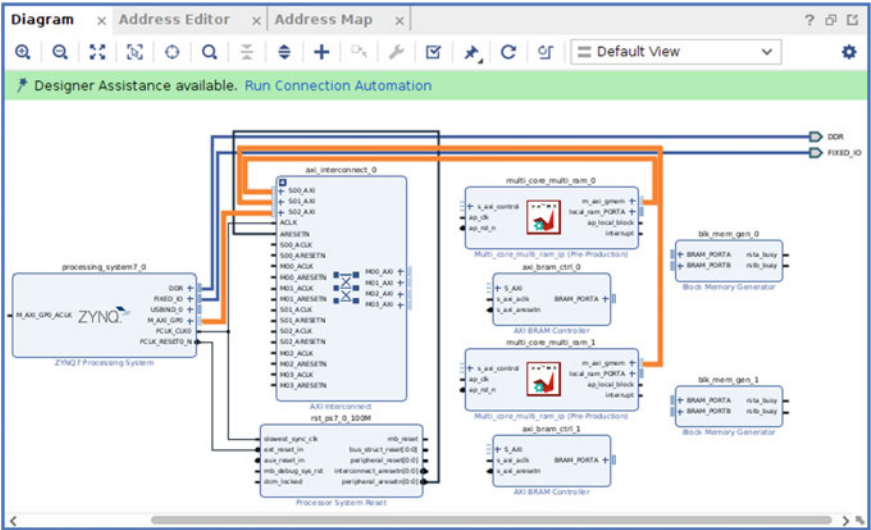 Diagram × Address Editor × Address Map ×
Default View
Designer Assistance available. Run Connection Automation
DDR
FIXED_IO
axi_interconnect_0
S00_AXI
S01_AXI
S02_AXI
ACLK
ARESETN
S00_ACLK
S00_ARESETN
M00_ACLK
M00_ARESETN
M01_ACLK
M01_ARESETN
S01_ACLK
S01_ARESETN
S02_ACLK
S02_ARESETN
M02_ACLK
M02_ARESETN
M03_ACLK
M03_ARESETN
M00_AXI
M01_AXI
M02_AXI
M03_AXI
AXI Interconnect
processing_system7_0
M_AXI_GP0_ACLK
ZYNQ
DDR
FIXED_IO
USBIND_0
M_AXI_GP0
FCLK_CLK0
FCLK_RESET0_N
ZYNQ7 Processing System
rst_ps7_0_100M
slowest_sync_clk
ext_reset_in
aux_reset_in
mb_debug_sys_rst
dcm_locked
mb_reset
bus_struct_reset[0:0]
peripheral_reset[0:0]
interconnect_aresetn[0:0]
peripheral_aresetn[0:0]
Processor System Reset
multi_core_multi_ram_0
s_axi_control
ap_clk
ap_rst_n
m_axi_gmem
local_ram_PORTA
ap_local_block
interrupt
Multi_core_multi_ram_ip (Pre-Production)
axi_bram_ctrl_0
S_AXI
s_axi_aclk
s_axi_aresetn
BRAM_PORTA
AXI BRAM Controller
multi_core_multi_ram_1
s_axi_control
ap_clk
ap_rst_n
m_axi_gmem
local_ram_PORTA
ap_local_block
interrupt
Multi_core_multi_ram_ip (Pre-Production)
axi_bram_ctrl_1
S_AXI
s_axi_aclk
s_axi_aresetn
BRAM_PORTA
AXI BRAM Controller
blk_mem_gen_0
BRAM_PORTA
BRAM_PORTB
rsta_busy
rstb_busy
Block Memory Generator
blk_mem_gen_1
BRAM_PORTA
BRAM_PORTB
rsta_busy
rstb_busy
Block Memory Generator